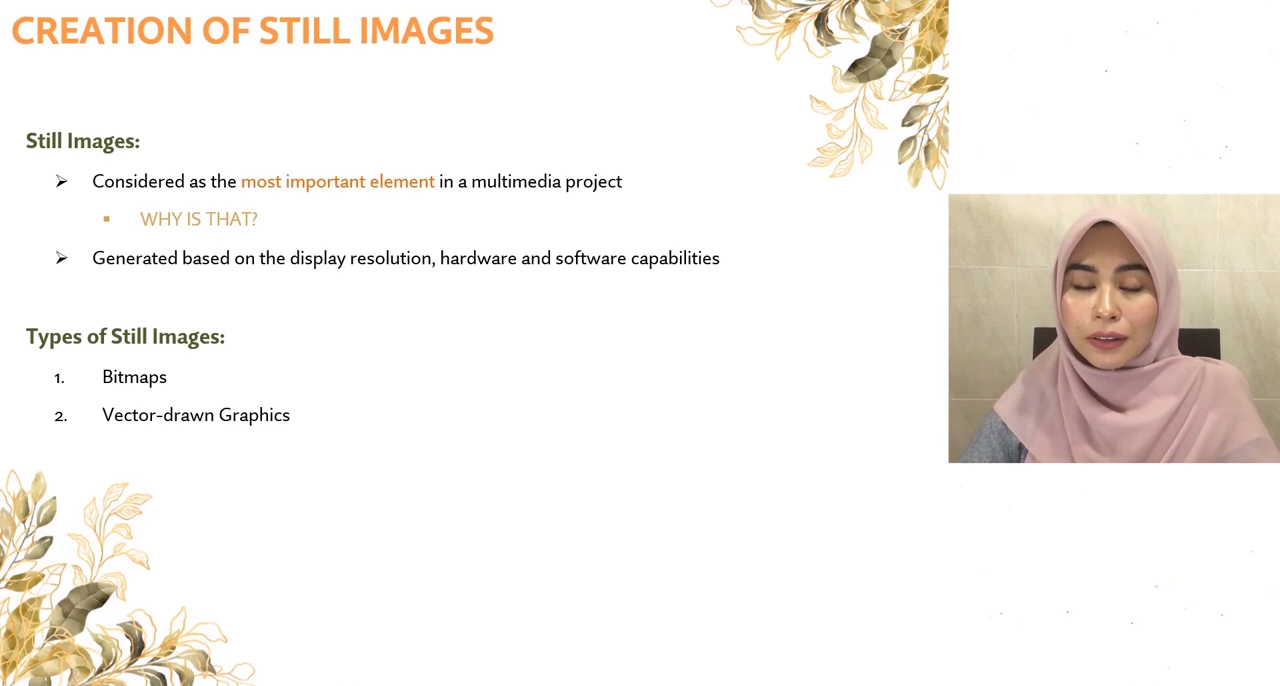 CREATION OF STILL IMAGES
Still Images:
➢ Considered as the most important element in a multimedia project
▪ WHY IS THAT?
➢ Generated based on the display resolution, hardware and software capabilities
Types of Still Images:
1. Bitmaps
2. Vector-drawn Graphics